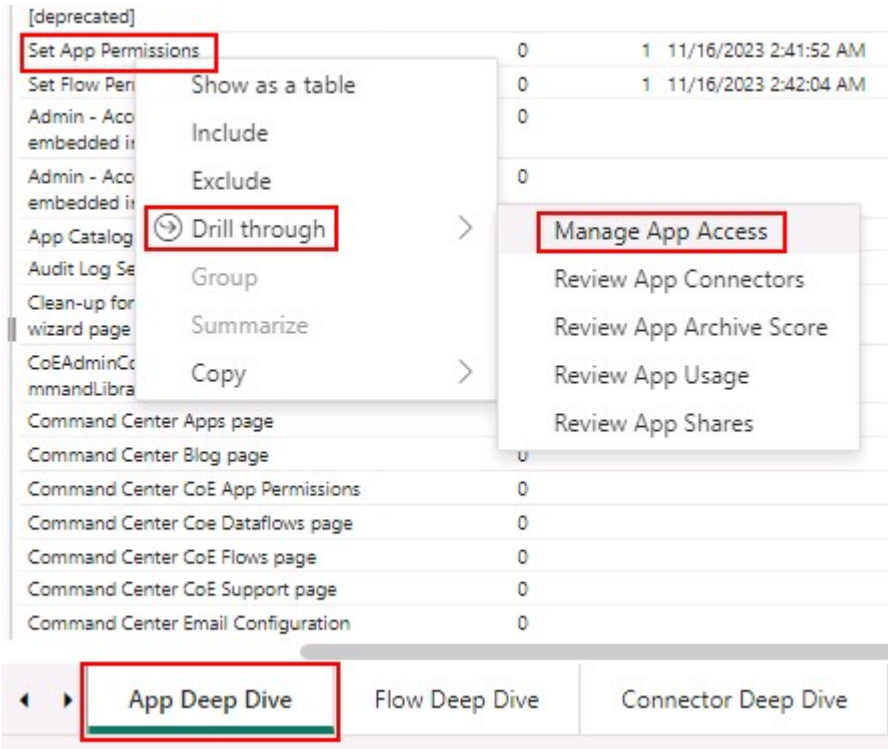 [deprecated]
Set App Permissions 0 1 11/16/2023 2:41:52 AM
Set Flow Per 0 1 11/16/2023 2:42:04 AM
Show as a table
Admin - Acc 0
embedded i
Include
Admin - Acc 0
embedded i
Exclude
App Catalog
Drill through
Manage App Access
Audit Log Se
Group
Review App Connectors
Clean-up for
wizard page
Summarize
Review App Archive Score
CoEAdminCo
mmandLibra
Copy
Review App Usage
Command Center Apps page
Review App Shares
Command Center Blog page 0
Command Center CoE App Permissions 0
Command Center Coe Dataflows page 0
Command Center CoE Flows page 0
Command Center CoE Support page 0
Command Center Email Configuration 0
App Deep Dive
Flow Deep Dive
Connector Deep Dive